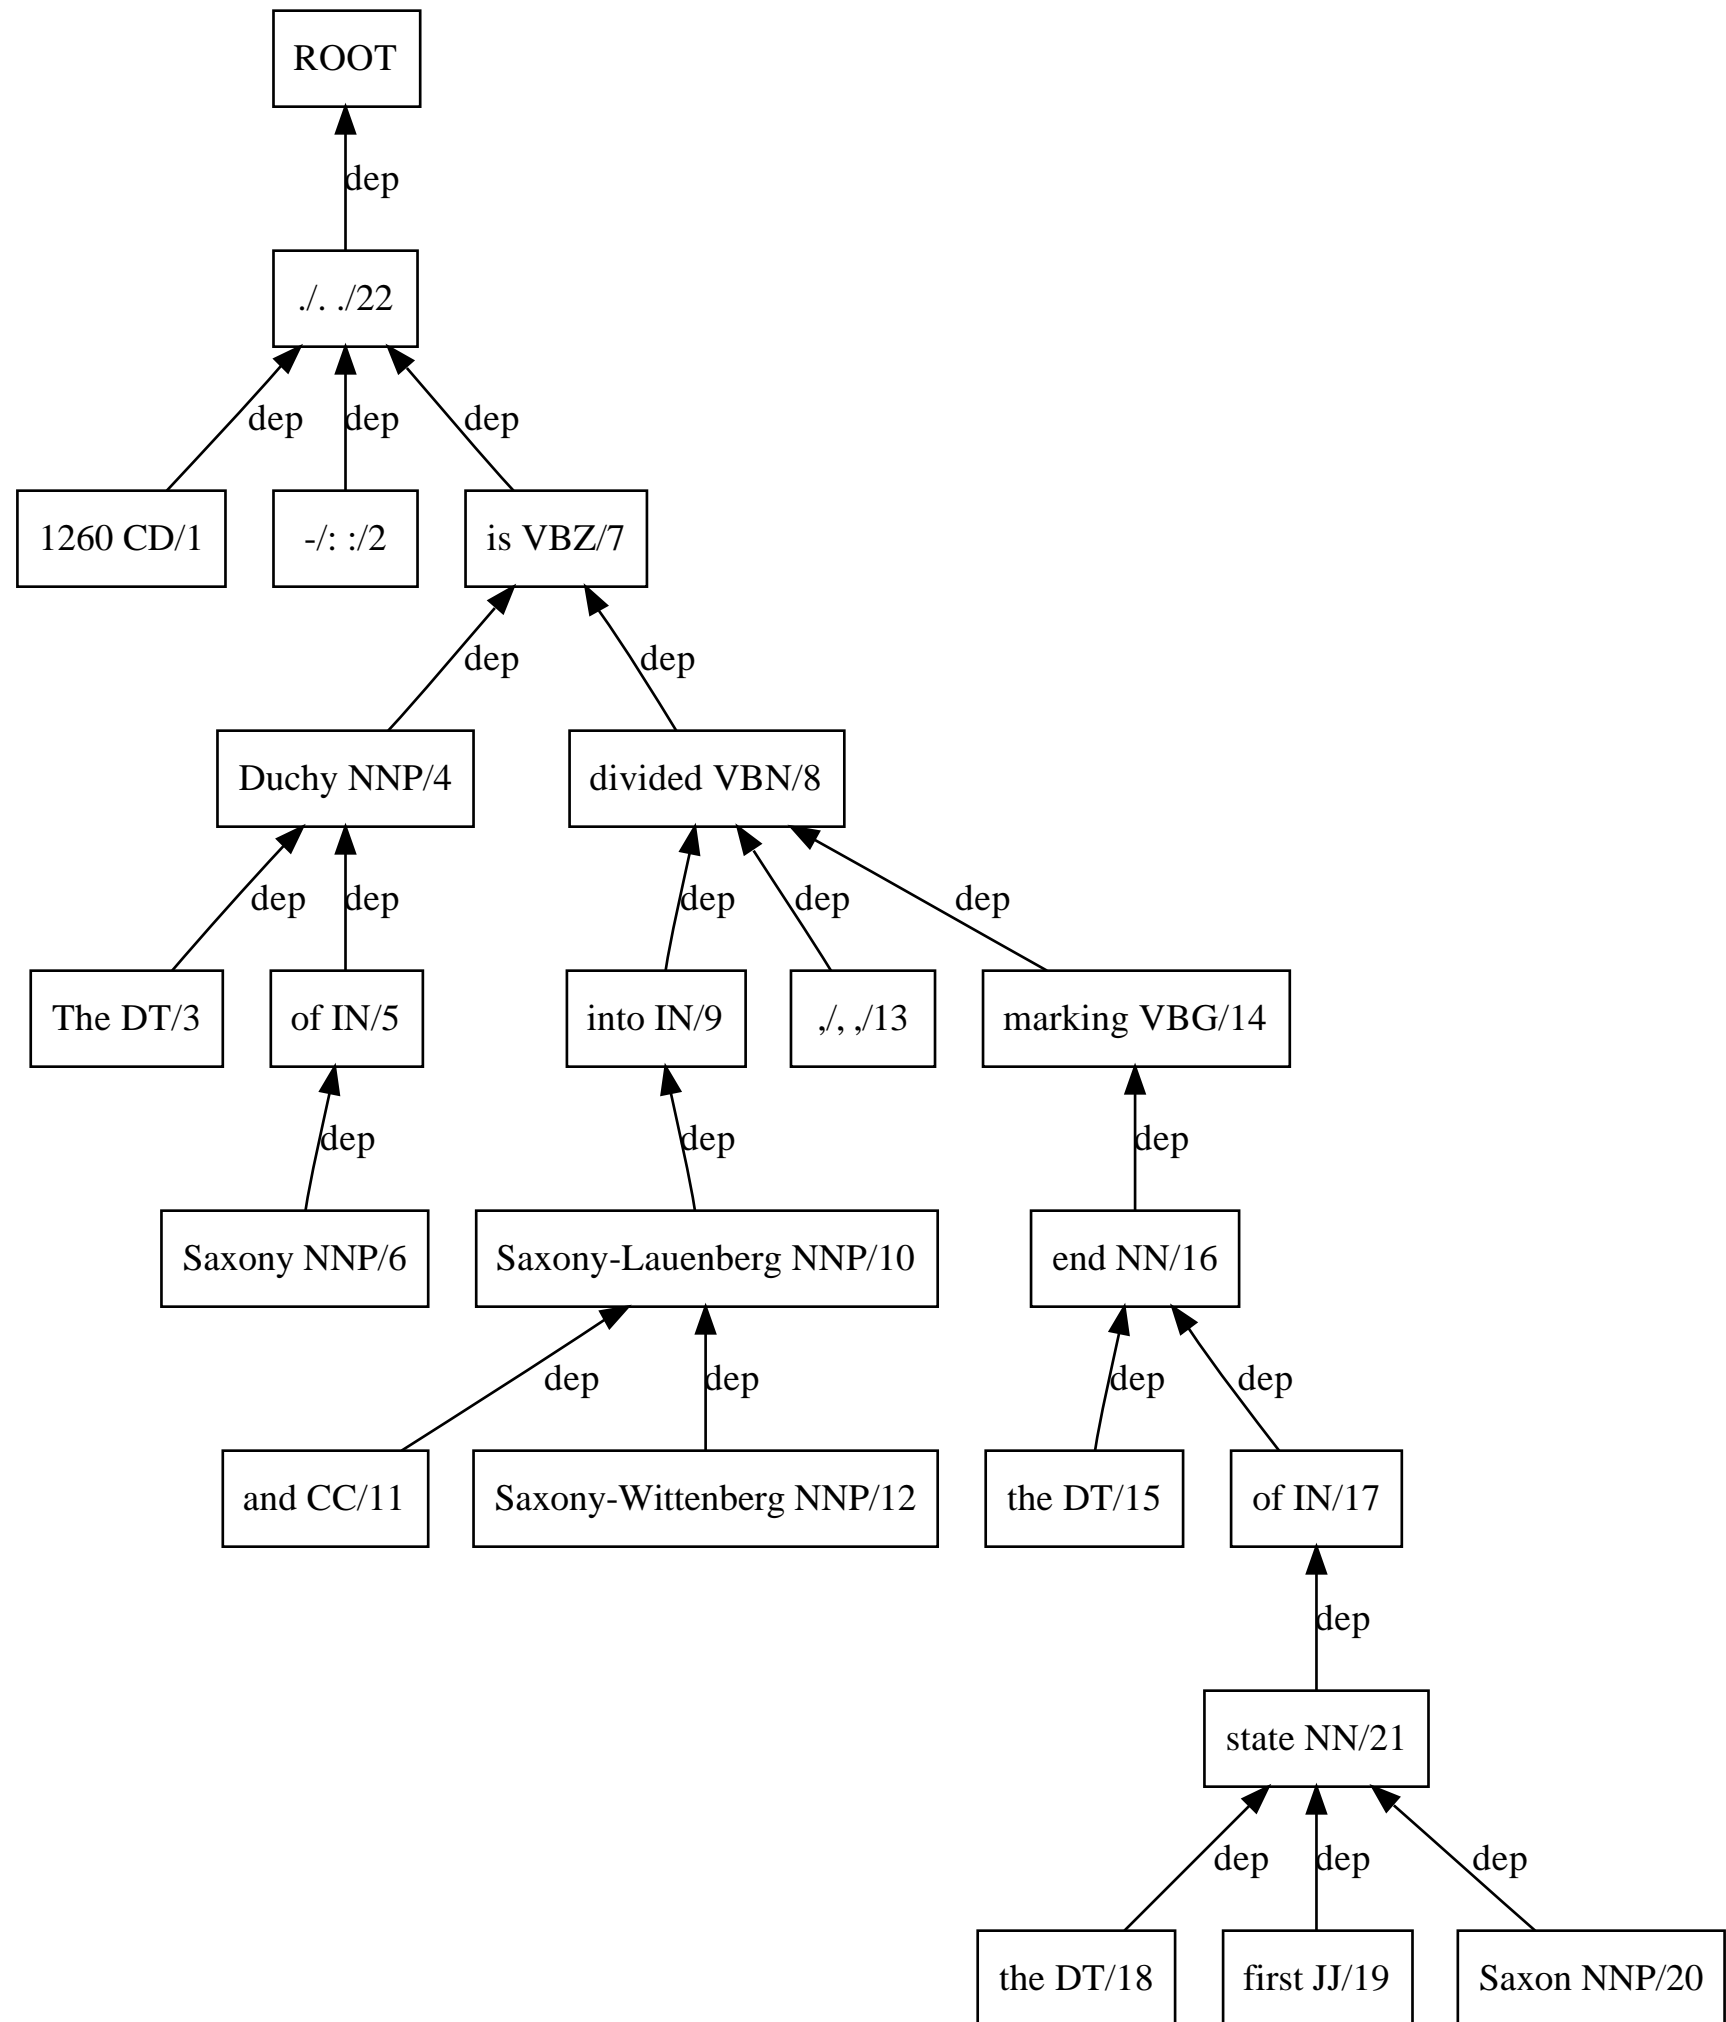 ROOT
dep
./. ./22
dep dep dep
1260 CD/1 -/: :/2 is VBZ/7
dep dep
Duchy NNP/4 divided VBN/8
dep dep dep dep dep
The DT/3 of IN/5 into IN/9 ,/, ,/13 marking VBG/14
dep dep dep
Saxony NNP/6 Saxony-Lauenberg NNP/10 end NN/16
dep dep dep dep
and CC/11 Saxony-Wittenberg NNP/12 the DT/15 of IN/17
dep
state NN/21
dep dep dep
the DT/18 first JJ/19 Saxon NNP/20